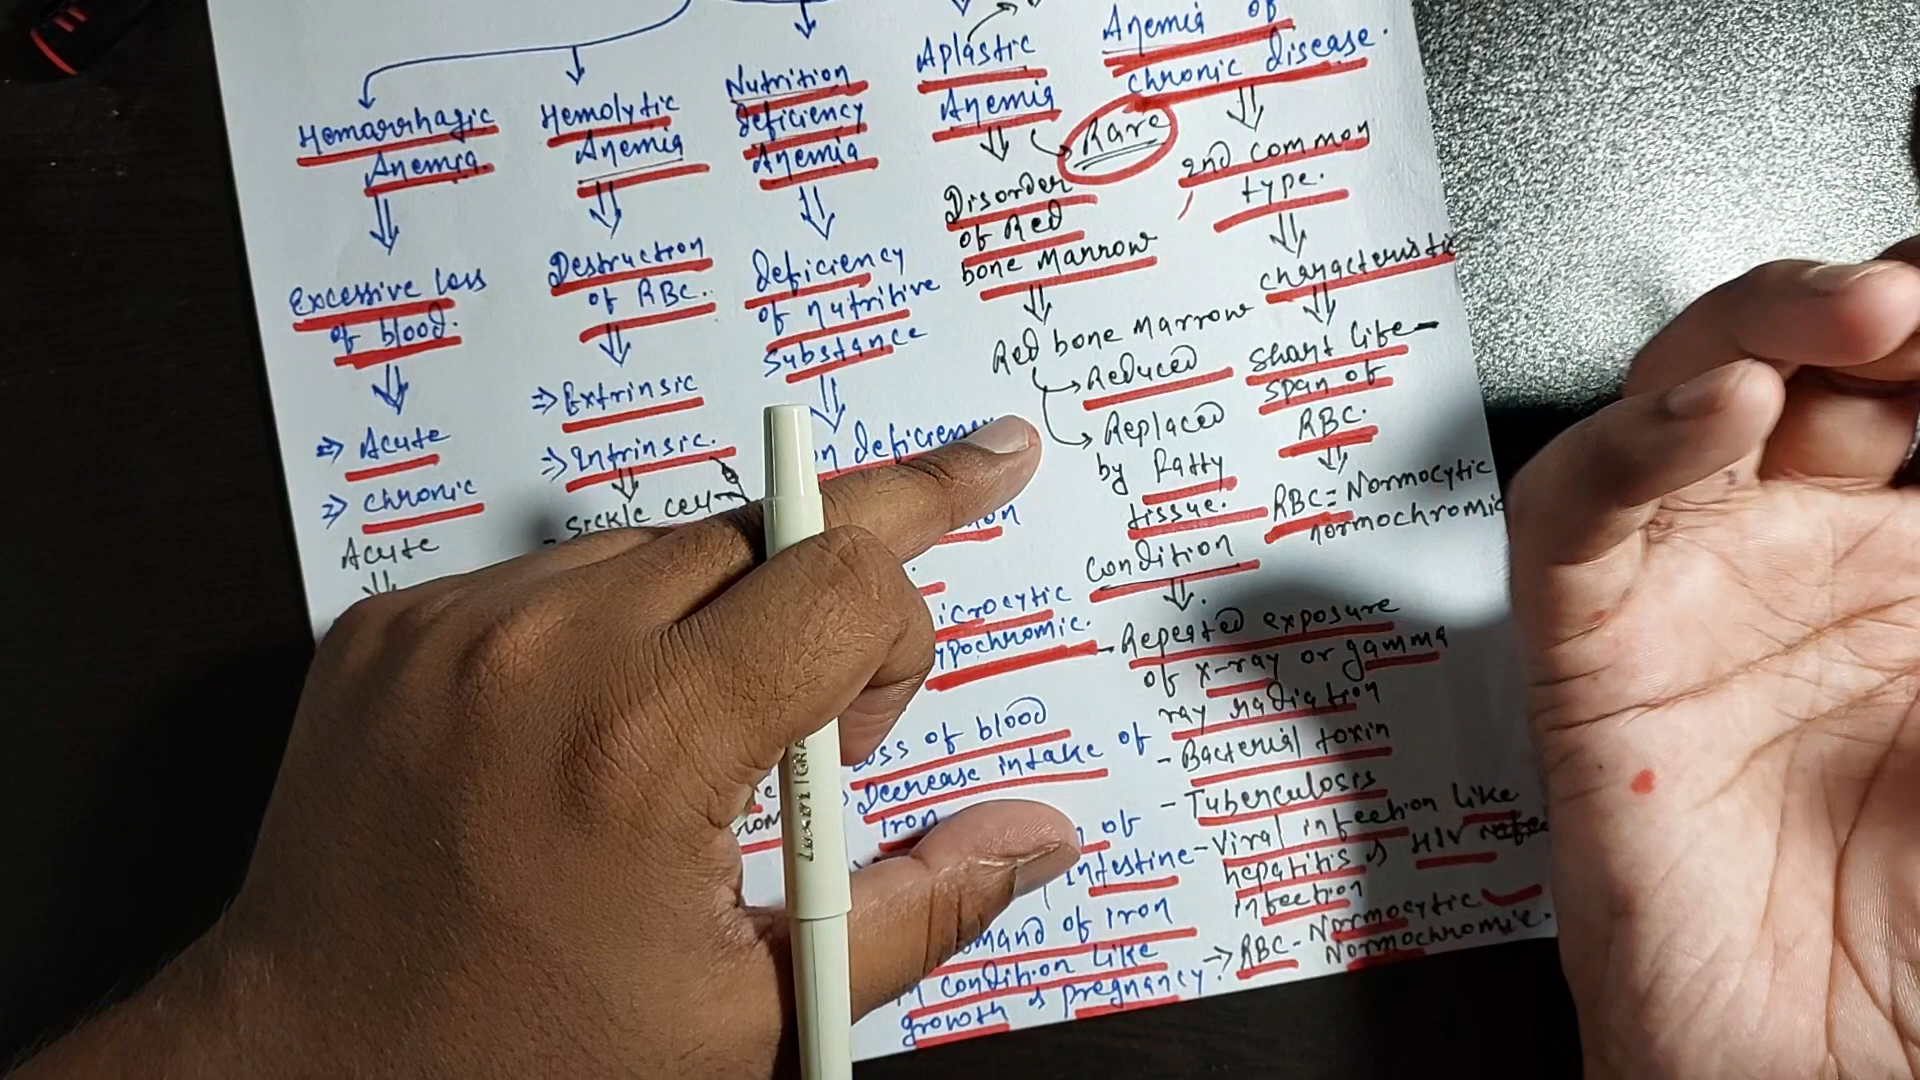 Hemarrhagic
Anemia.
Excessive loss
of blood.
⇒ Acute
⇒ chronic
Acute
Hemolytic
Anemia
Destruction
of RBC.
⇒ Extrinsic
⇒ Intrinsic.
- Sickle cell
Nutrition
deficiency
Anemia
deficiency
of nutritive
Substance
deficiency
loss of blood
Decrease intake of
iron
of
intestine
of iron
condition like
growth & pregnancy.
Aplastic
Anemia
Rare
Disorder
of Red
bone Marrow
Red bone Marrow
→ Reduced
→ Replaced
by Fatty
tissue.
Condition
- Repeated exposure
of x-ray or gamma
ray radiation
- Bacterial toxin
- Tuberculosis
- Viral infection like
hepatitis & HIV
infection
→ RBC - Normocytic
Normochromic.
Anemia of
chronic disease.
2nd common
type.
characteristic
Short life-
span of
RBC.
RBC = Normocytic
normochromic